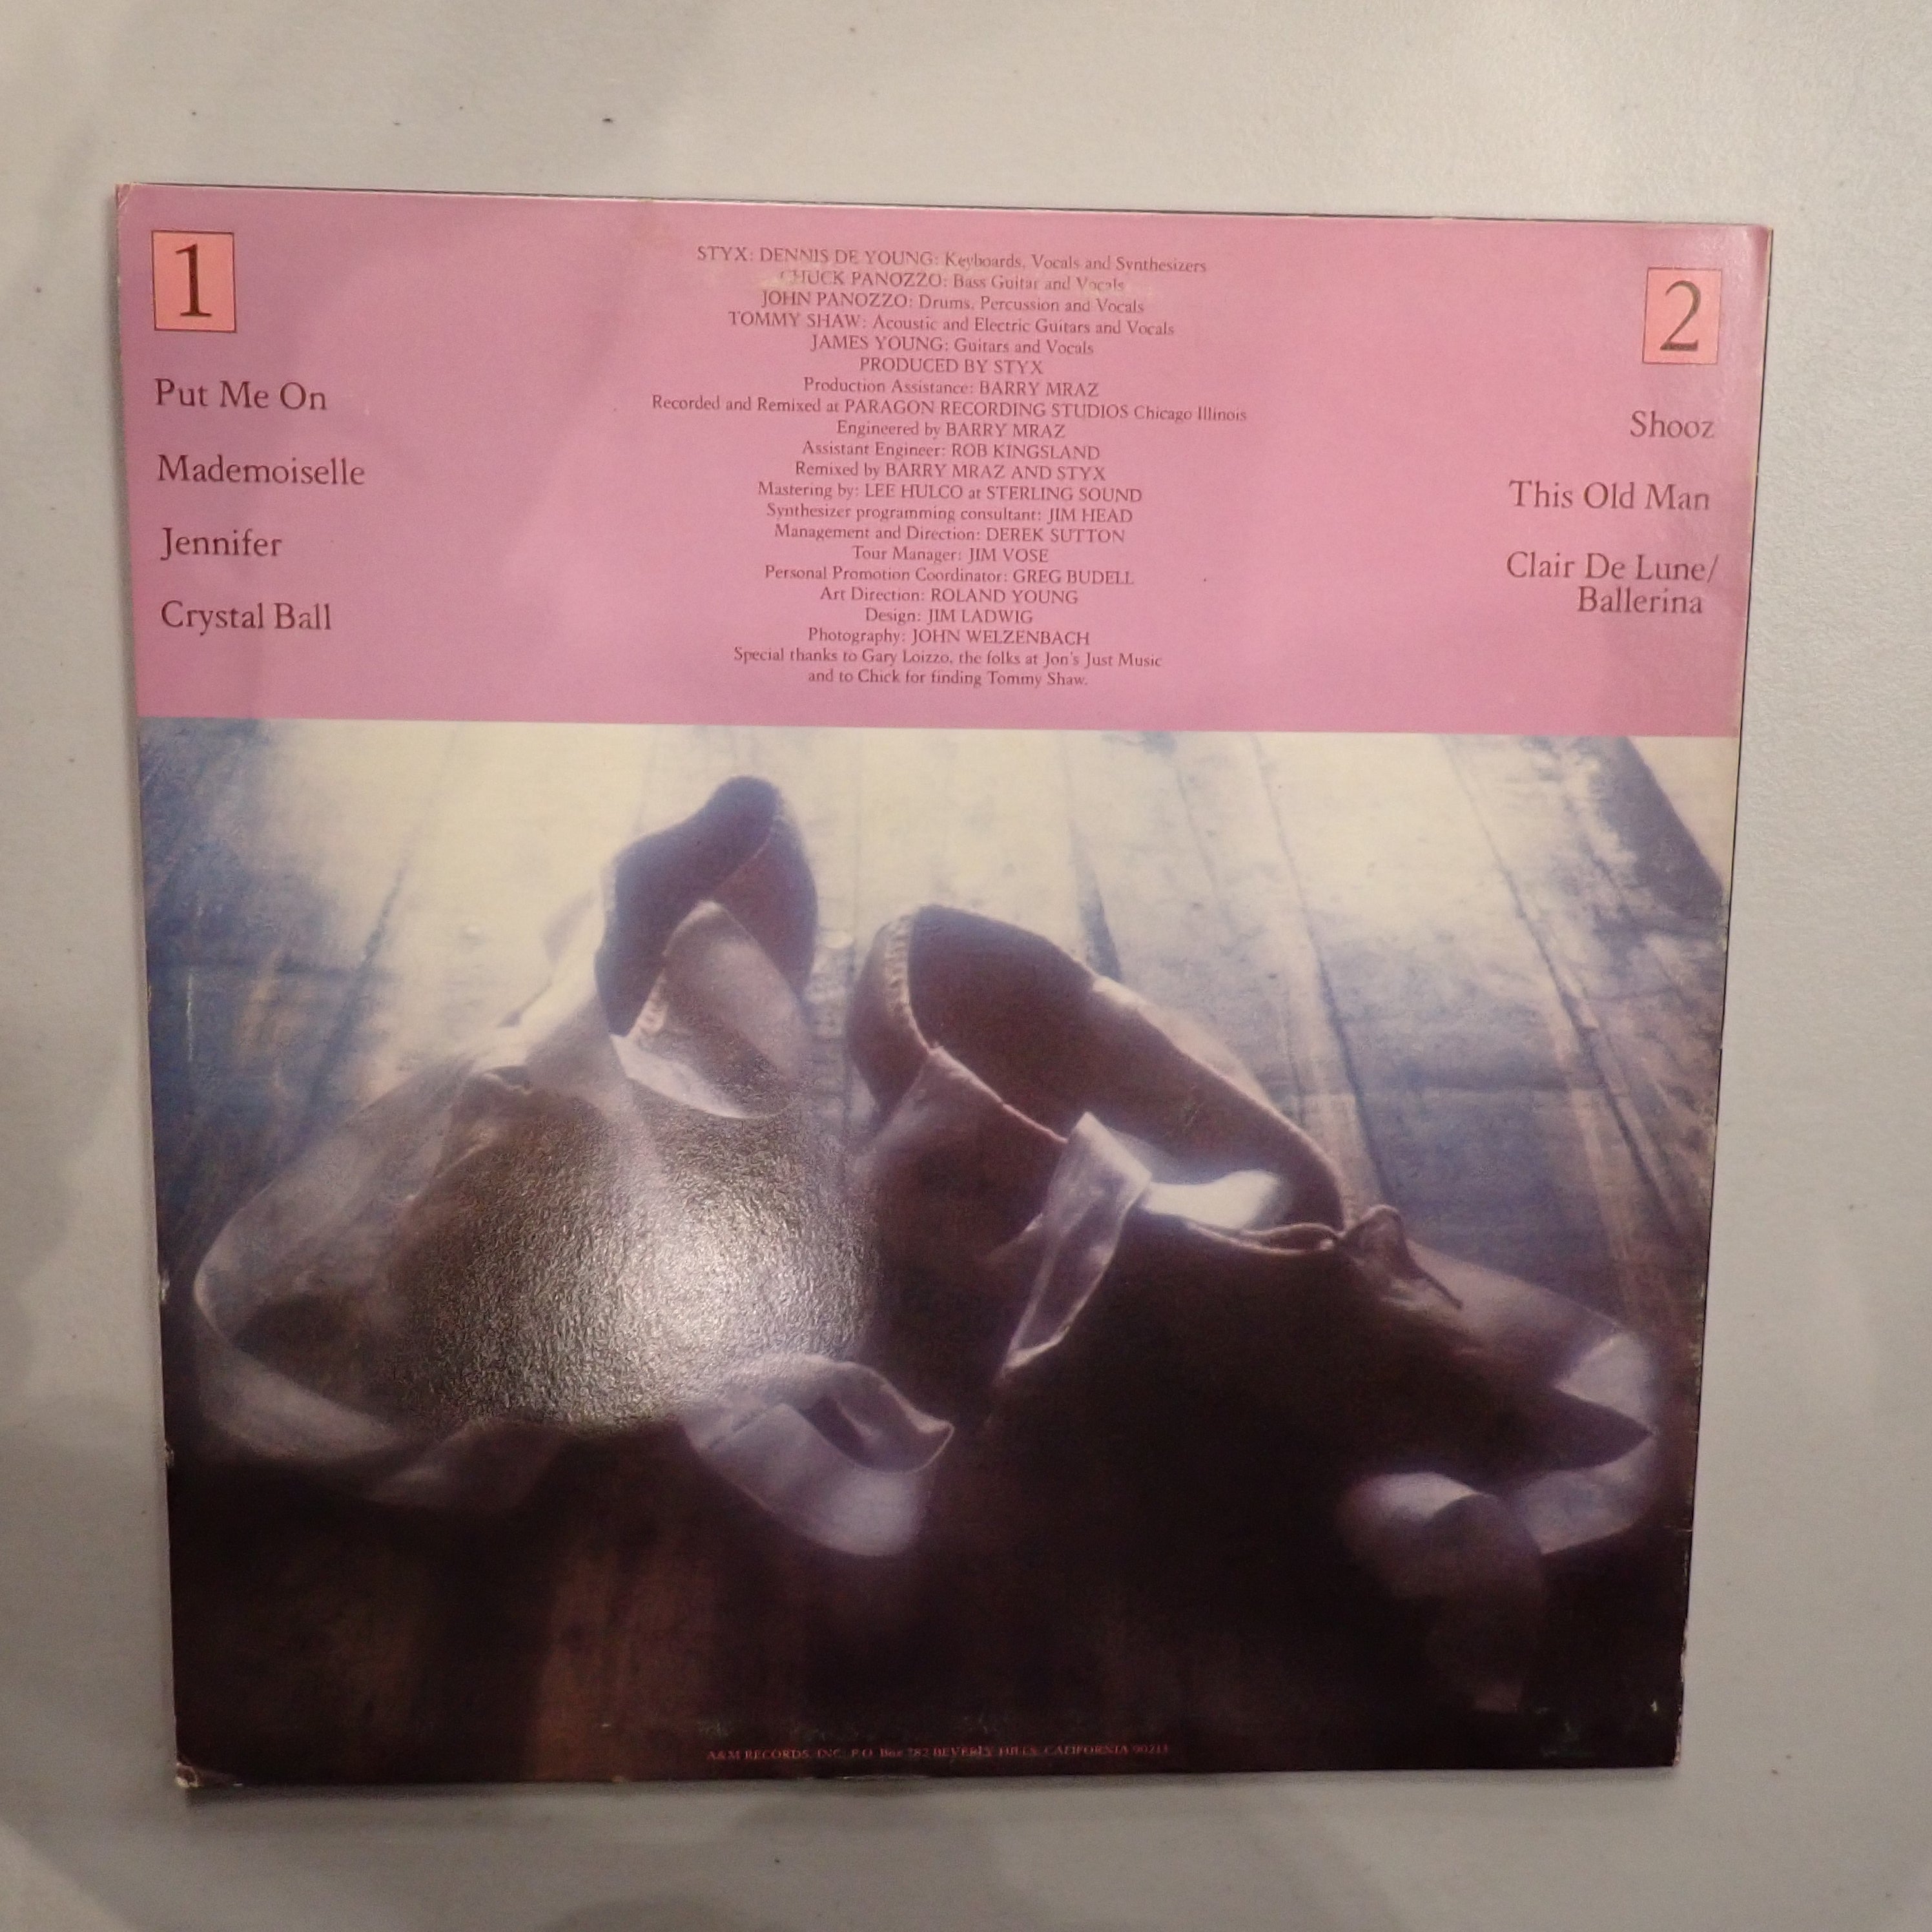 1
Put Me On
Mademoiselle
Jennifer
Crystal Ball
STYX: DENNIS DE YOUNG: Keyboards, Vocals and Synthesizers
CHUCK PANOZZO: Bass Guitar and Vocals
JOHN PANOZZO: Drums, Percussion and Vocals
TOMMY SHAW: Acoustic and Electric Guitars and Vocals
JAMES YOUNG: Guitars and Vocals
PRODUCED BY STYX
Production Assistance: BARRY MRAZ
Recorded and Remixed at PARAGON RECORDING STUDIOS Chicago Illinois
Engineered by BARRY MRAZ
Assistant Engineer: ROB KINGSLAND
Remixed by BARRY MRAZ AND STYX
Mastering by: LEE HULCO at STERLING SOUND
Synthesizer programming consultant: JIM HEAD
Management and Direction: DEREK SUTTON
Tour Manager: JIM VOSE
Personal Promotion Coordinator: GREG BUDELL
Art Direction: ROLAND YOUNG
Design: JIM LADWIG
Photography: JOHN WELZENBACH
Special thanks to Gary Loizzo, the folks at Jon's Just Music
and to Chick for finding Tommy Shaw.
2
Shooz
This Old Man
Clair De Lune/
Ballerina
A&M RECORDS, INC. P.O. Box 782 BEVERLY HILLS, CALIFORNIA 90213